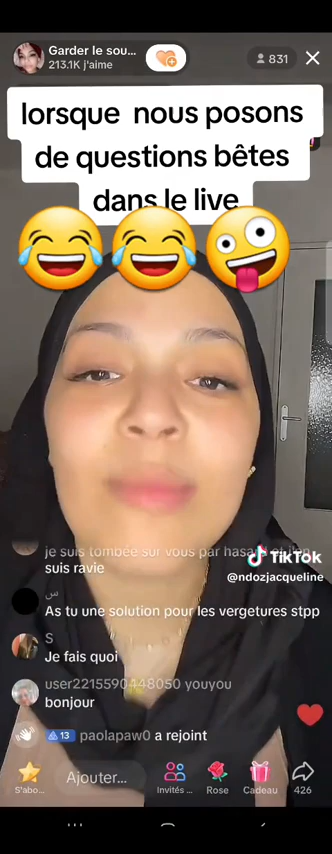 Garder le sou...
213.1K j'aime
831
lorsque nous posons
de questions bêtes
dans le live
je suis tombée sur vous par hasard
suis ravie
TikTok
@ndozjacqueline
س
As tu une solution pour les vergetures stpp
S
Je fais quoi
user2215590448050 youyou
bonjour
13 paolapaw0 a rejoint
Ajouter...
S'abo... Invités ... Rose Cadeau 426